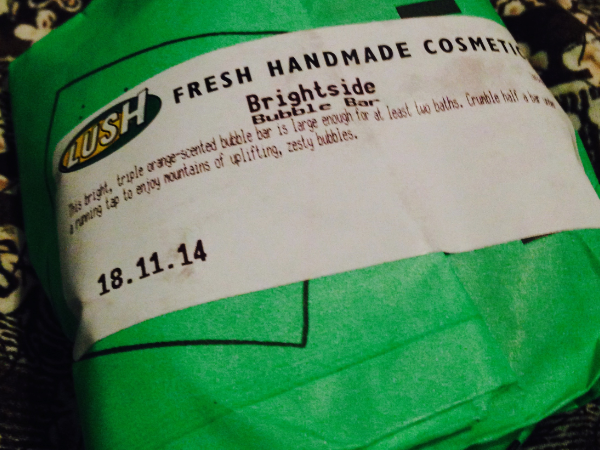 LUSH
FRESH HANDMADE COSMETIC
Brightside
Bubble Bar
This bright, triple orange-scented bubble bar is large enough for at least two baths. Crumble half a bar
a running tap to enjoy mountains of uplifting, zesty bubbles.
18.11.14